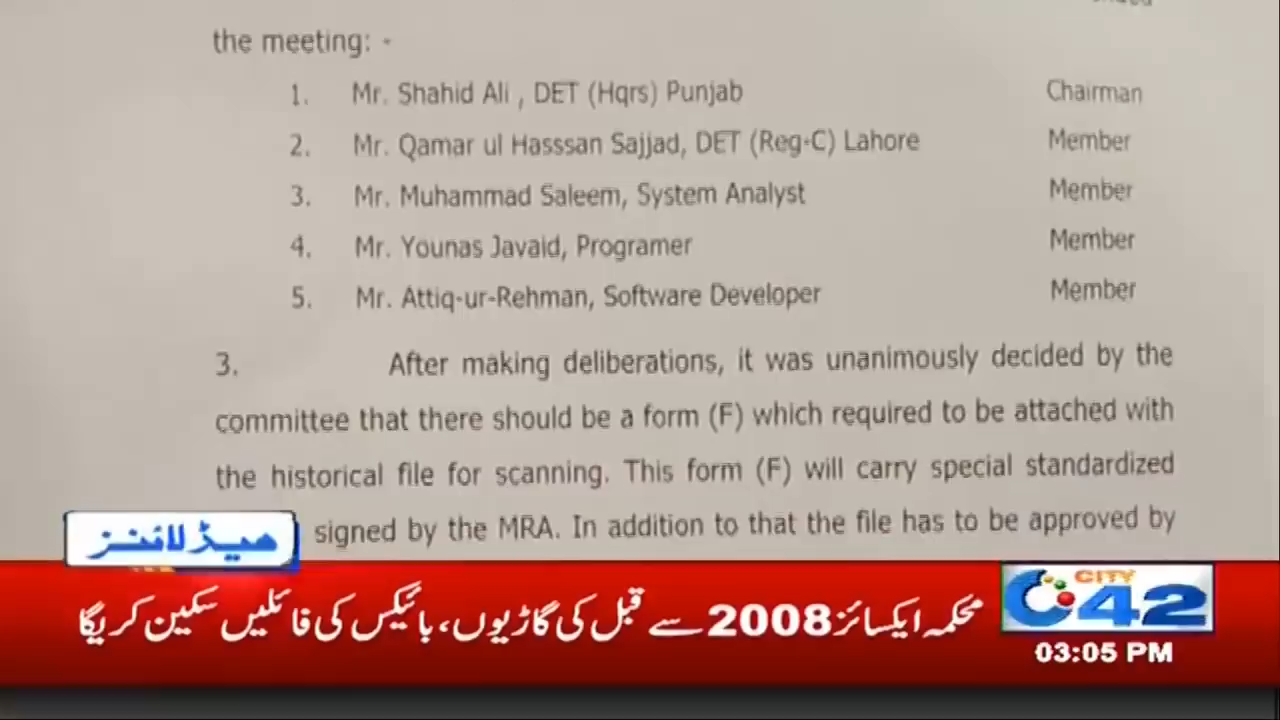 the meeting: -
1. Mr. Shahid Ali , DET (Hqrs) Punjab Chairman
2. Mr. Qamar ul Hasssan Sajjad, DET (Reg-C) Lahore Member
3. Mr. Muhammad Saleem, System Analyst Member
4. Mr. Younas Javaid, Programer Member
5. Mr. Attiq-ur-Rehman, Software Developer Member
3. After making deliberations, it was unanimously decided by the
committee that there should be a form (F) which required to be attached with
the historical file for scanning. This form (F) will carry special standardized
signed by the MRA. In addition to that the file has to be approved by
ہیڈلائنز
محکمہ ایکسائز 2008 سے قبل کی گاڑیوں، بائیکس کی فائلیں سکین کریگا
CITY
42
03:05 PM